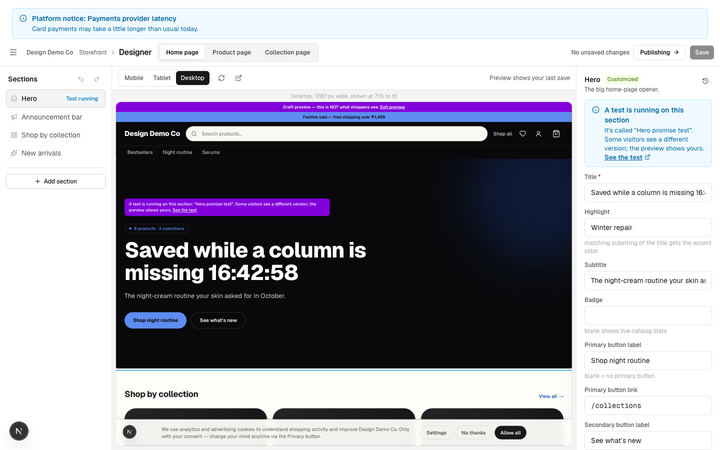 Platform notice: Payments provider latency
Card payments may take a little longer than usual today.
Design Demo Co Storefront › Designer
Home page Product page Collection page
No unsaved changes Publishing → Save
Sections
Hero Test running
Announcement bar
Shop by collection
New arrivals
+ Add section
Mobile Tablet Desktop
Preview shows your last save
Desktop, 1280 px wide, shown at 71% to fit
Draft preview — this is NOT what shoppers see. Exit preview
Festive sale — free shipping over ₹1,499
Design Demo Co Search products… Shop all
Bestsellers Night routine Serums
A test is running on this section: "Hero promise test". Some visitors see a different version; the
preview shows yours. See the test
8 products · 3 collections
Saved while a column is
missing 16:42:58
The night-cream routine your skin asked for in October.
Shop night routine See what's new
Shop by collection View all →
N We use analytics and advertising cookies to understand shopping activity and improve Design Demo Co. Only
with your consent — change your mind anytime via the Privacy button.
Settings No thanks Allow all
N
Hero Customized
The big home-page opener.
A test is running on this
section
It's called "Hero promise test".
Some visitors see a different
version; the preview shows yours.
See the test
Title *
Saved while a column is missing 16:
Highlight
Winter repair
matching substring of the title gets the accent
color
Subtitle
The night-cream routine your skin as
Badge
blank shows live catalog stats
Primary button label
Shop night routine
blank = no primary button
Primary button link
/collections
Secondary button label
See what's new